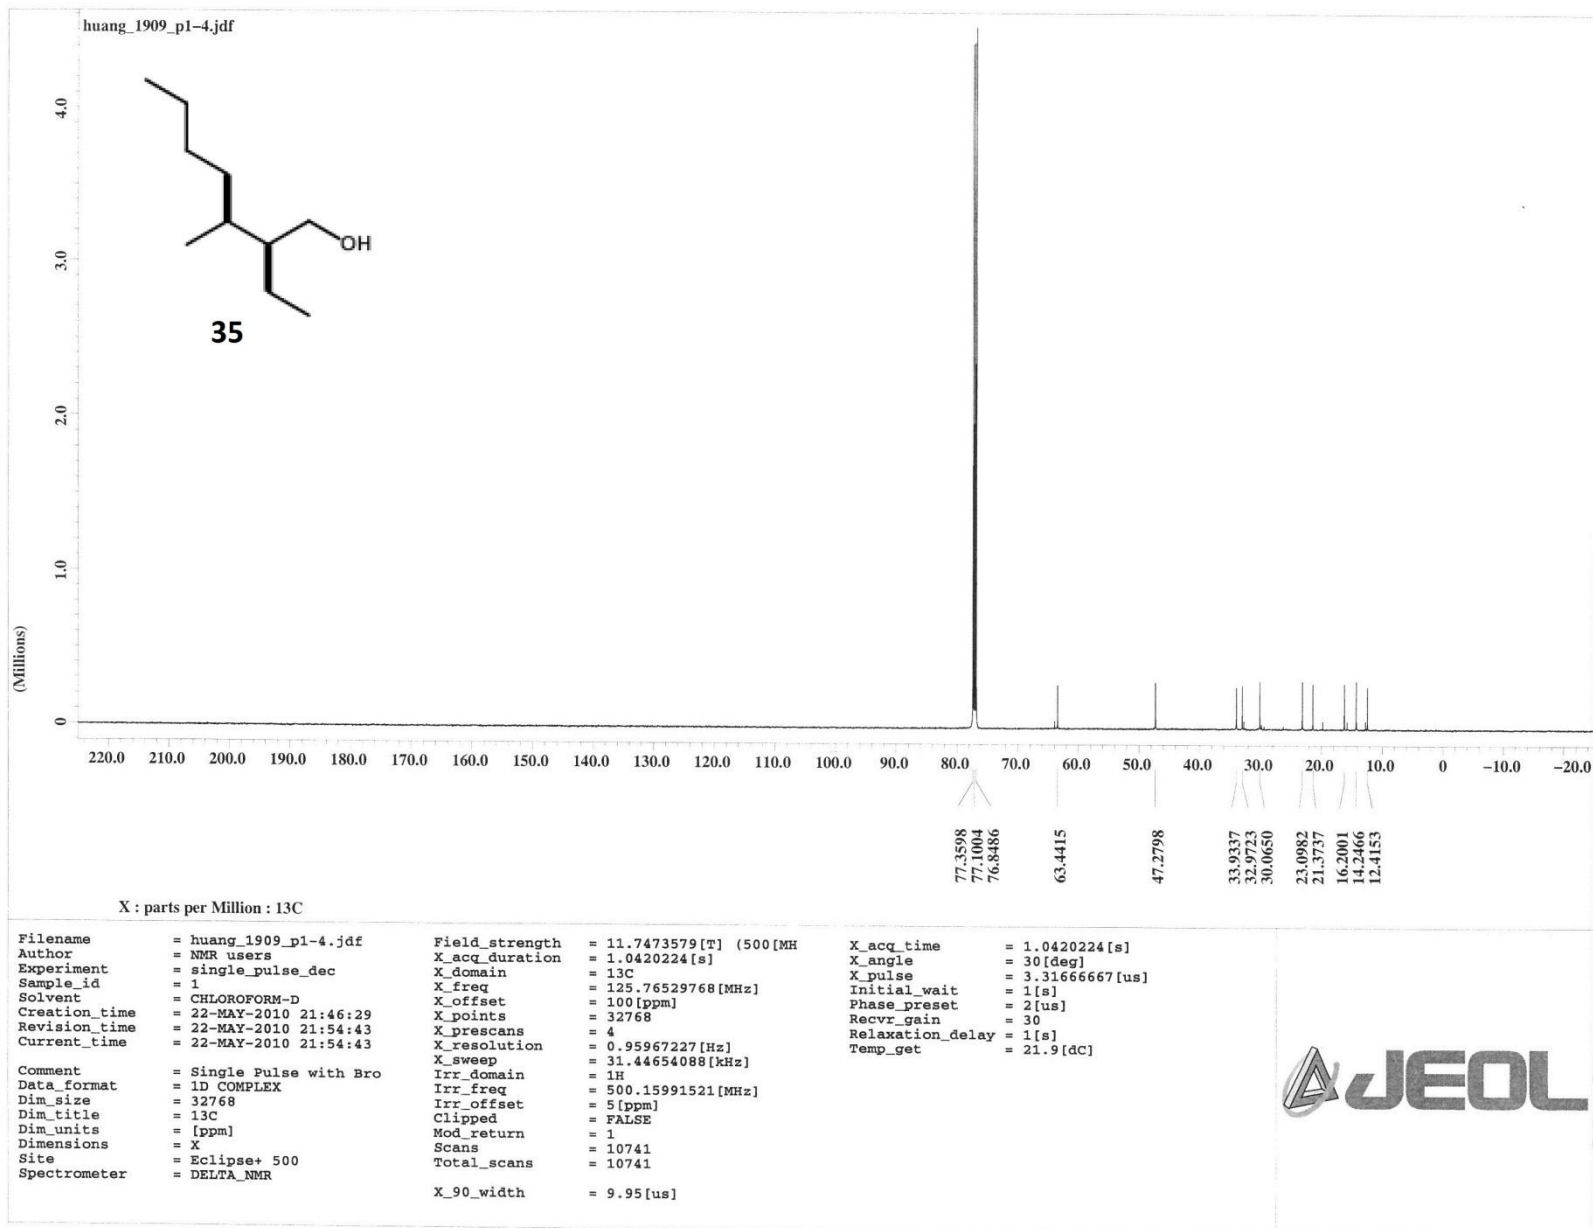 huang_1909_p1-4.jdf
OH
35
(Millions)
4.0
3.0
2.0
1.0
0
220.0 210.0 200.0 190.0 180.0 170.0 160.0 150.0 140.0 130.0 120.0 110.0 100.0 90.0 80.0 70.0 60.0 50.0 40.0 30.0 20.0 10.0 0 -10.0 -20.0
77.3598
77.1004
76.8486
63.4415
47.2798
33.9337
32.9723
30.0650
23.0982
21.3737
16.2001
14.2466
12.4153
X : parts per Million : 13C
Filename = huang_1909_p1-4.jdf
Author = NMR users
Experiment = single_pulse_dec
Sample_id = 1
Solvent = CHLOROFORM-D
Creation_time = 22-MAY-2010 21:46:29
Revision_time = 22-MAY-2010 21:54:43
Current_time = 22-MAY-2010 21:54:43
Comment = Single Pulse with Bro
Data_format = 1D COMPLEX
Dim_size = 32768
Dim_title = 13C
Dim_units = [ppm]
Dimensions = X
Site = Eclipse+ 500
Spectrometer = DELTA_NMR
Field_strength = 11.7473579[T] (500[MH
X_acq_duration = 1.0420224[s]
X_domain = 13C
X_freq = 125.76529768[MHz]
X_offset = 100[ppm]
X_points = 32768
X_prescans = 4
X_resolution = 0.95967227[Hz]
X_sweep = 31.44654088[kHz]
Irr_domain = 1H
Irr_freq = 500.15991521[MHz]
Irr_offset = 5[ppm]
Clipped = FALSE
Mod_return = 1
Scans = 10741
Total_scans = 10741
X_90_width = 9.95[us]
X_acq_time = 1.0420224[s]
X_angle = 30[deg]
X_pulse = 3.31666667[us]
Initial_wait = 1[s]
Phase_preset = 2[us]
Recvr_gain = 30
Relaxation_delay = 1[s]
Temp_get = 21.9[dC]
JEOL